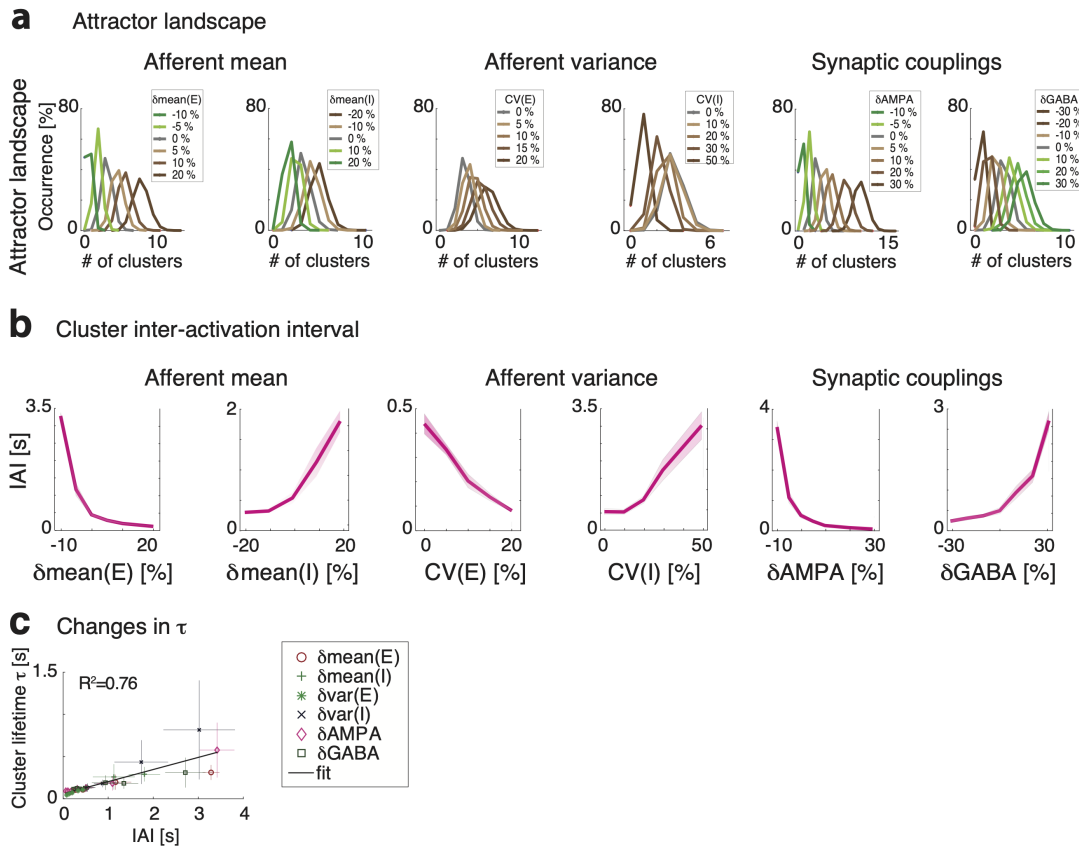 a Attractor landscape
Afferent mean Afferent variance Synaptic couplings
Attractor landscape
Occurrence [%]
80
0
0 10
# of clusters
δmean(E)
-10 %
-5 %
0 %
5 %
10 %
20 %
80
0
0 10
# of clusters
δmean(I)
-20 %
-10 %
0 %
10 %
20 %
80
0
0 10
# of clusters
CV(E)
0 %
5 %
10 %
15 %
20 %
80
0
0 6
# of clusters
CV(I)
0 %
10 %
20 %
30 %
50 %
80
0
0 15
# of clusters
δAMPA
-10 %
-5 %
0 %
5 %
10 %
20 %
30 %
80
0
0 10
# of clusters
δGABA
-30 %
-20 %
-10 %
0 %
10 %
20 %
30 %
b Cluster inter-activation interval
Afferent mean Afferent variance Synaptic couplings
IAI [s]
3.5
0
-10 20
δmean(E) [%]
2
0
-20 20
δmean(I) [%]
0.5
0
0 20
CV(E) [%]
3.5
0
0 50
CV(I) [%]
4
0
-10 30
δAMPA [%]
3
0
-30 30
δGABA [%]
c Changes in τ
Cluster lifetime τ [s]
1.5
R²=0.76
0
0 1 2 3 4
IAI [s]
δmean(E)
δmean(I)
δvar(E)
δvar(I)
δAMPA
δGABA
fit